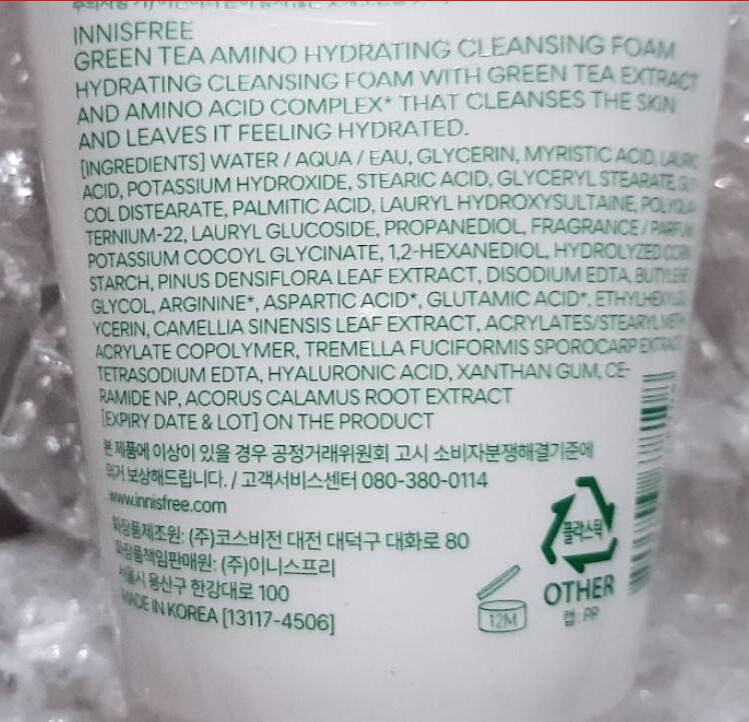 INNISFREE
GREEN TEA AMINO HYDRATING CLEANSING FOAM
HYDRATING CLEANSING FOAM WITH GREEN TEA EXTRACT
AND AMINO ACID COMPLEX* THAT CLEANSES THE SKIN
AND LEAVES IT FEELING HYDRATED.
[INGREDIENTS] WATER / AQUA / EAU, GLYCERIN, MYRISTIC ACID, LAURIC
ACID, POTASSIUM HYDROXIDE, STEARIC ACID, GLYCERYL STEARATE, GLY-
COL DISTEARATE, PALMITIC ACID, LAURYL HYDROXYSULTAINE, POLYQUA-
TERNIUM-22, LAURYL GLUCOSIDE, PROPANEDIOL, FRAGRANCE / PARFUM,
POTASSIUM COCOYL GLYCINATE, 1,2-HEXANEDIOL, HYDROLYZED CORN
STARCH, PINUS DENSIFLORA LEAF EXTRACT, DISODIUM EDTA, BUTYLENE
GLYCOL, ARGININE*, ASPARTIC ACID*, GLUTAMIC ACID*, ETHYLHEXYLGL
YCERIN, CAMELLIA SINENSIS LEAF EXTRACT, ACRYLATES/STEARYL METH-
ACRYLATE COPOLYMER, TREMELLA FUCIFORMIS SPOROCARP EXTRACT,
TETRASODIUM EDTA, HYALURONIC ACID, XANTHAN GUM, CE-
RAMIDE NP, ACORUS CALAMUS ROOT EXTRACT
[EXPIRY DATE & LOT] ON THE PRODUCT
본 제품에 이상이 있을 경우 공정거래위원회 고시 소비자분쟁해결기준에
의거 보상해드립니다. / 고객서비스센터 080-380-0114
www.innisfree.com
화장품제조원: (주)코스비전 대전 대덕구 대화로 80
화장품책임판매원: (주)이니스프리
서울시 용산구 한강대로 100
MADE IN KOREA [13117-4506]
12M
플라스틱
OTHER
캡:PP